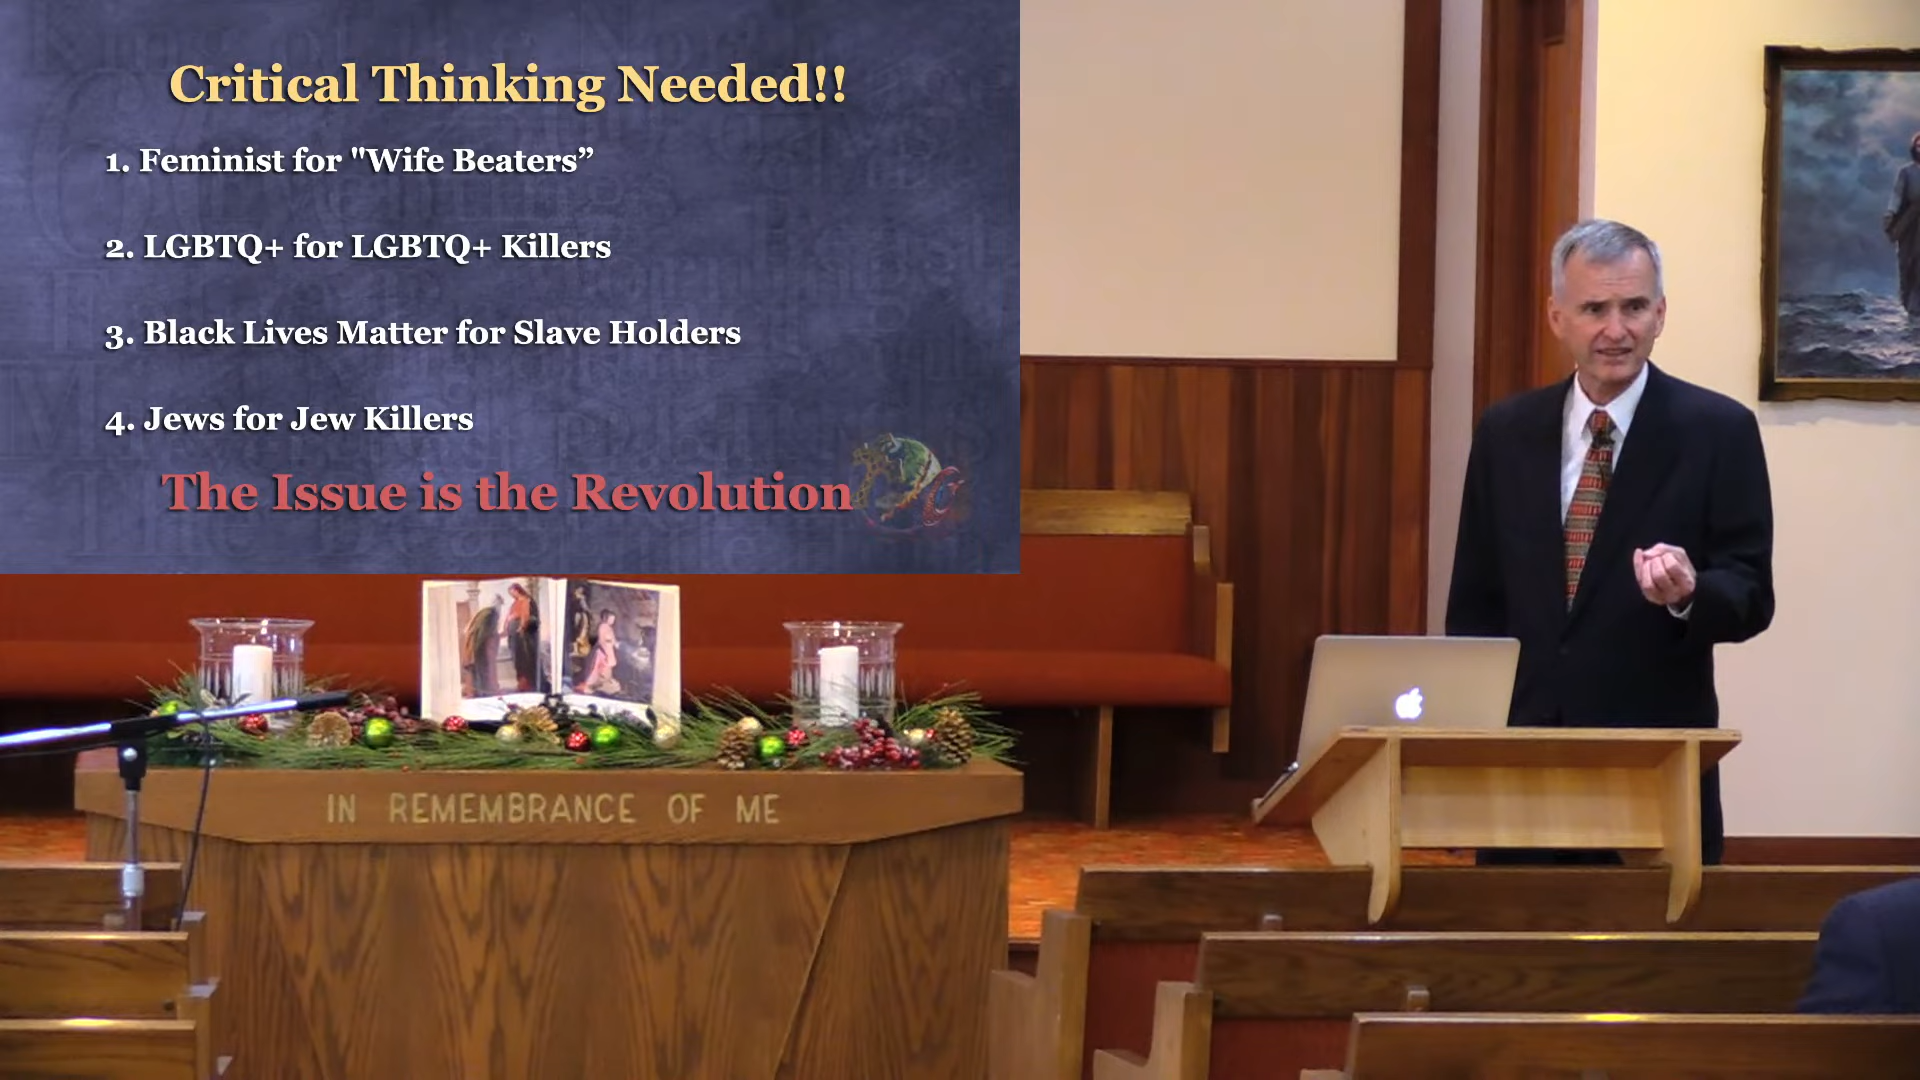 Critical Thinking Needed!!
1. Feminist for "Wife Beaters”
2. LGBTQ+ for LGBTQ+ Killers
3. Black Lives Matter for Slave Holders
4. Jews for Jew Killers
The Issue is the Revolution
IN REMEMBRANCE OF ME